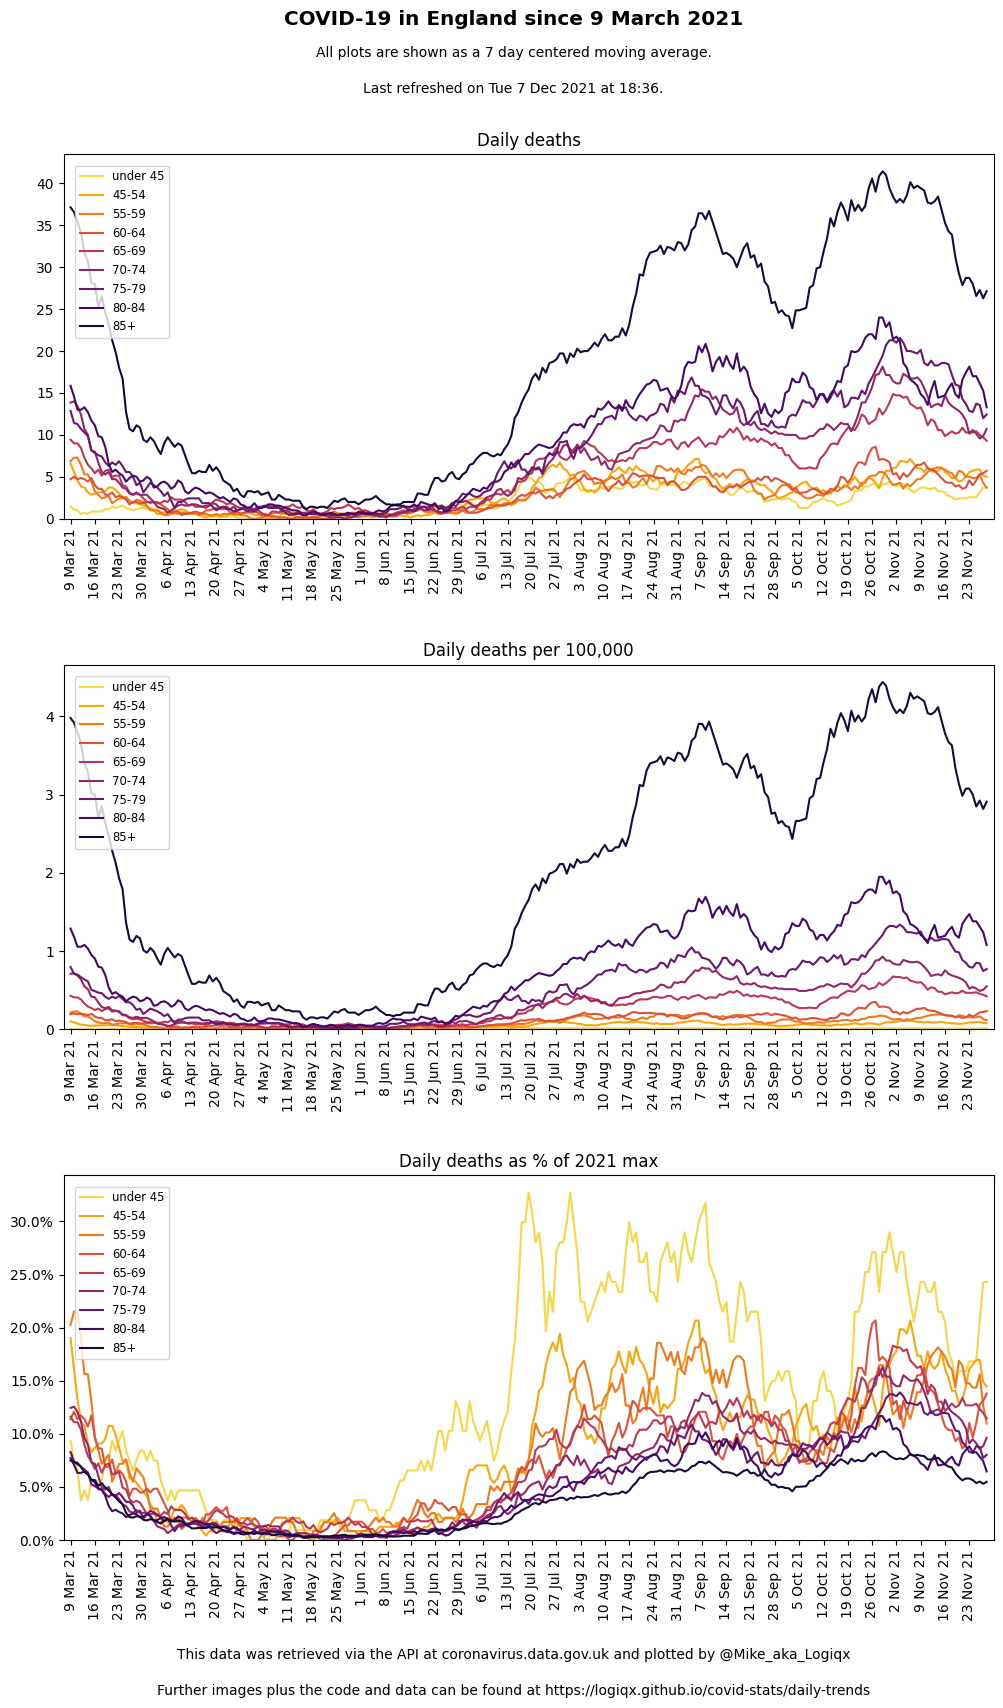 COVID-19 in England since 9 March 2021
All plots are shown as a 7 day centered moving average.
Last refreshed on Tue 7 Dec 2021 at 18:36.
Daily deaths
under 45
45-54
55-59
60-64
65-69
70-74
75-79
80-84
85+
40
35
30
25
20
15
10
5
0
9 Mar 21
16 Mar 21
23 Mar 21
30 Mar 21
6 Apr 21
13 Apr 21
20 Apr 21
27 Apr 21
4 May 21
11 May 21
18 May 21
25 May 21
1 Jun 21
8 Jun 21
15 Jun 21
22 Jun 21
29 Jun 21
6 Jul 21
13 Jul 21
20 Jul 21
27 Jul 21
3 Aug 21
10 Aug 21
17 Aug 21
24 Aug 21
31 Aug 21
7 Sep 21
14 Sep 21
21 Sep 21
28 Sep 21
5 Oct 21
12 Oct 21
19 Oct 21
26 Oct 21
2 Nov 21
9 Nov 21
16 Nov 21
23 Nov 21
Daily deaths per 100,000
under 45
45-54
55-59
60-64
65-69
70-74
75-79
80-84
85+
4
3
2
1
0
9 Mar 21
16 Mar 21
23 Mar 21
30 Mar 21
6 Apr 21
13 Apr 21
20 Apr 21
27 Apr 21
4 May 21
11 May 21
18 May 21
25 May 21
1 Jun 21
8 Jun 21
15 Jun 21
22 Jun 21
29 Jun 21
6 Jul 21
13 Jul 21
20 Jul 21
27 Jul 21
3 Aug 21
10 Aug 21
17 Aug 21
24 Aug 21
31 Aug 21
7 Sep 21
14 Sep 21
21 Sep 21
28 Sep 21
5 Oct 21
12 Oct 21
19 Oct 21
26 Oct 21
2 Nov 21
9 Nov 21
16 Nov 21
23 Nov 21
Daily deaths as % of 2021 max
under 45
45-54
55-59
60-64
65-69
70-74
75-79
80-84
85+
30.0%
25.0%
20.0%
15.0%
10.0%
5.0%
0.0%
9 Mar 21
16 Mar 21
23 Mar 21
30 Mar 21
6 Apr 21
13 Apr 21
20 Apr 21
27 Apr 21
4 May 21
11 May 21
18 May 21
25 May 21
1 Jun 21
8 Jun 21
15 Jun 21
22 Jun 21
29 Jun 21
6 Jul 21
13 Jul 21
20 Jul 21
27 Jul 21
3 Aug 21
10 Aug 21
17 Aug 21
24 Aug 21
31 Aug 21
7 Sep 21
14 Sep 21
21 Sep 21
28 Sep 21
5 Oct 21
12 Oct 21
19 Oct 21
26 Oct 21
2 Nov 21
9 Nov 21
16 Nov 21
23 Nov 21
This data was retrieved via the API at coronavirus.data.gov.uk and plotted by @Mike_aka_Logiqx
Further images plus the code and data can be found at https://logiqx.github.io/covid-stats/daily-trends